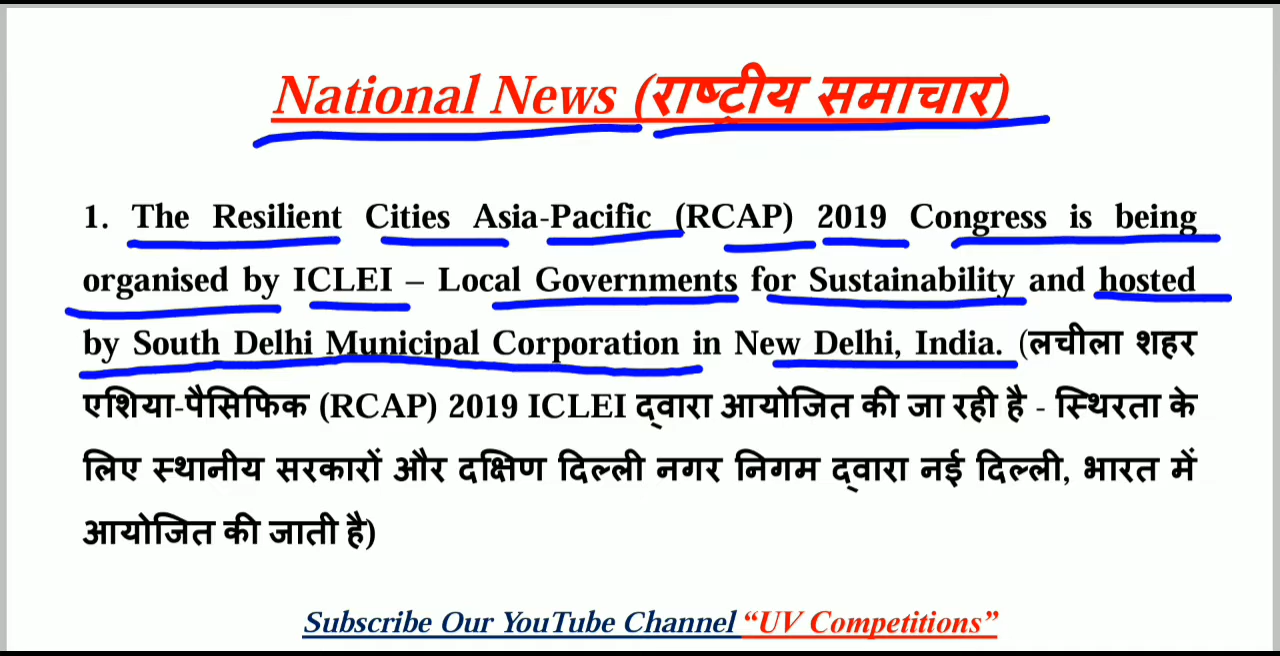 National News (राष्ट्रीय समाचार)
1. The Resilient Cities Asia-Pacific (RCAP) 2019 Congress is being
organised by ICLEI – Local Governments for Sustainability and hosted
by South Delhi Municipal Corporation in New Delhi, India. (लचीला शहर
एशिया-पैसिफिक (RCAP) 2019 ICLEI द्वारा आयोजित की जा रही है - स्थिरता के
लिए स्थानीय सरकारों और दक्षिण दिल्ली नगर निगम द्वारा नई दिल्ली, भारत में
आयोजित की जाती है)
Subscribe Our YouTube Channel “UV Competitions”